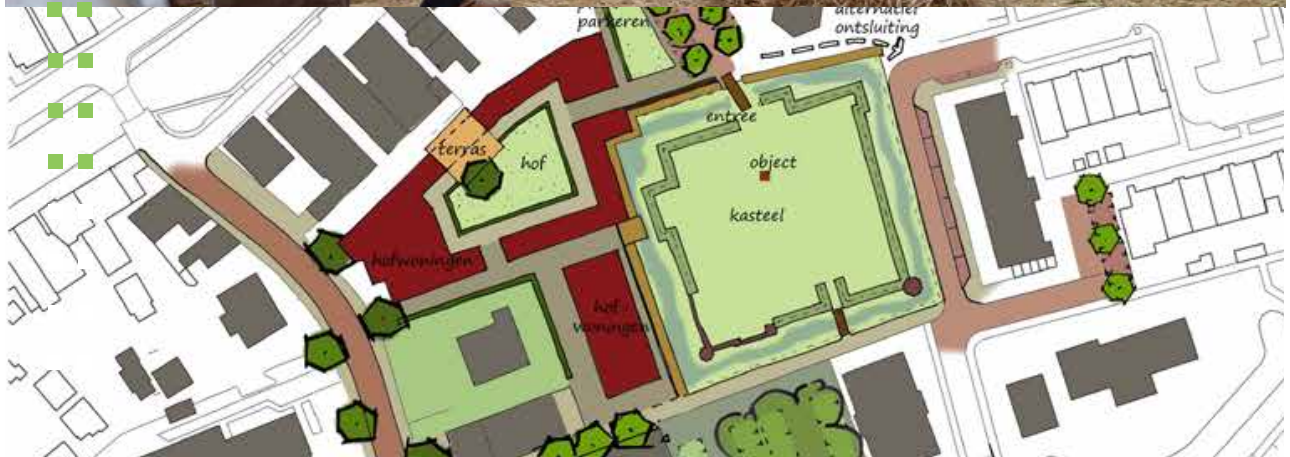 parkeren
alternatief
ontsluiting
entree
terras
hof
object
kasteel
hofwoningen
hof
woningen